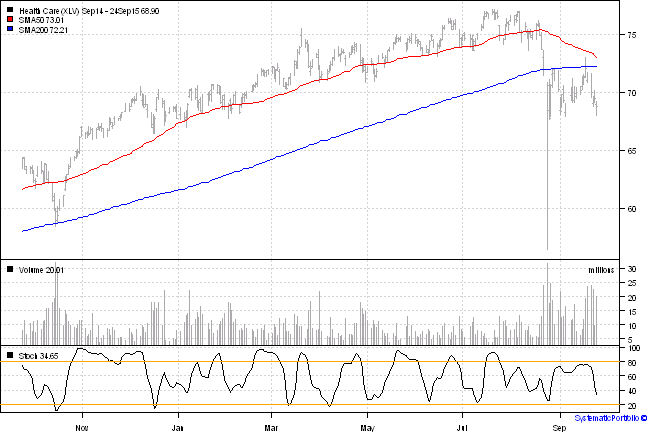 Health Care (XLV) Sep14 - 24Sep15 68.90
SMA50 73.01
SMA200 72.21
75
70
65
60
Volume 20.01
millions
30
25
20
15
10
5
Stoch 34.65
100
80
60
40
20
Nov
Jan
Mar
May
Jul
Sep
SystematicPortfolio ©